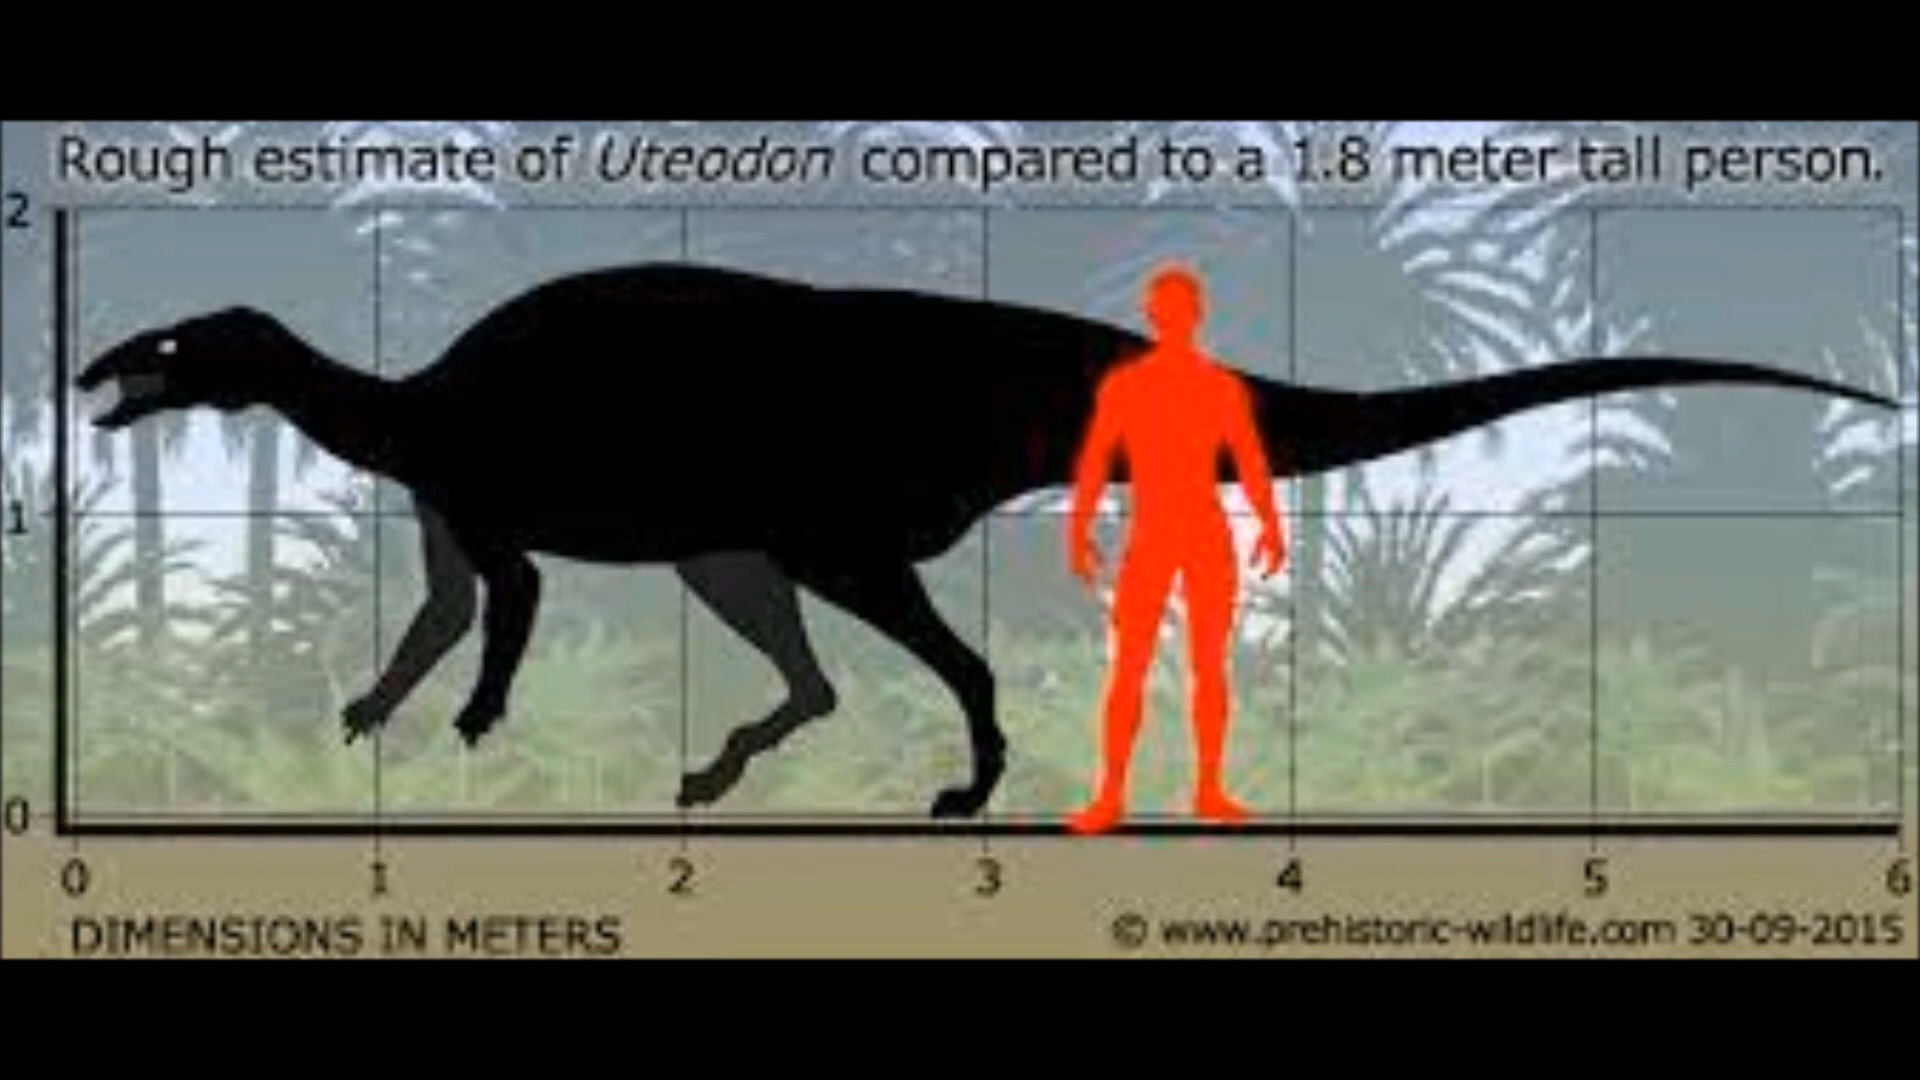 Rough estimate of Uteodon compared to a 1.8 meter tall person.
2
1
0
0 1 2 3 4 5 6
DIMENSIONS IN METERS
© www.prehistoric-wildlife.com 30-09-2015